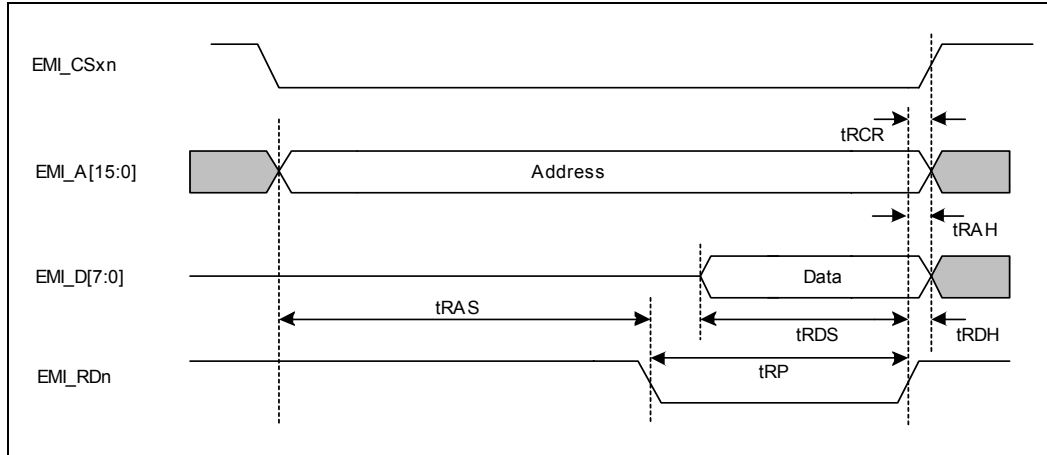 EMI_CSxn
tRCR
EMI_A[15:0]
Address
tRAH
EMI_D[7:0]
Data
tRAS
tRDS
tRDH
tRP
EMI_RDn